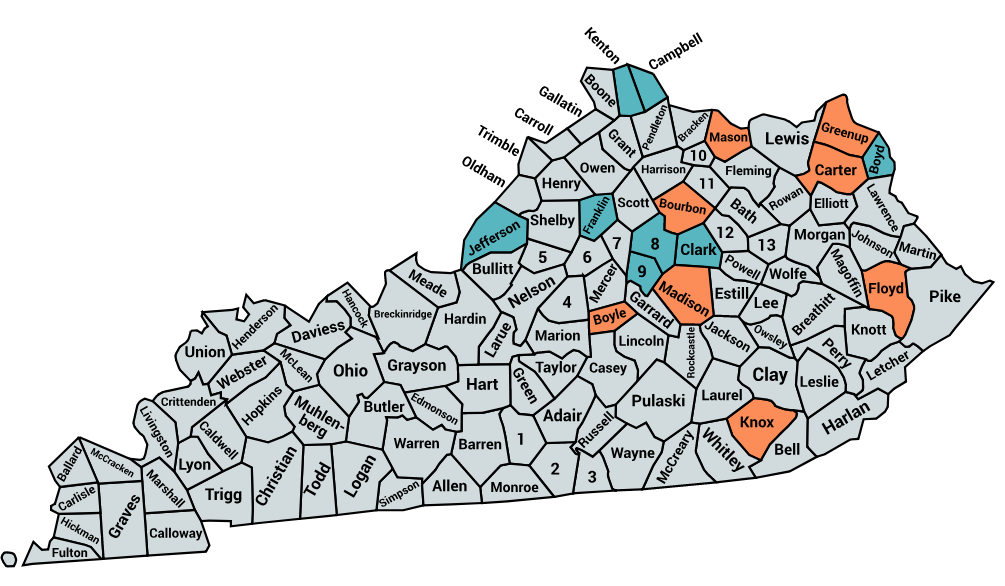 Kenton
Campbell
Boone
Gallatin
Pendleton
Carroll
Grant
Bracken
Mason
Lewis
Greenup
Trimble
Owen
Harrison
10
Fleming
Carter
Boyd
Oldham
Henry
11
Rowan
Elliott
Lawrence
Shelby
Franklin
Scott
Bourbon
Bath
Jefferson
7
8
Clark
12
13
Morgan
Johnson
Martin
Bullitt
5
6
9
Powell
Wolfe
Magoffin
Floyd
Pike
Meade
Nelson
Mercer
Madison
Estill
Lee
Breathitt
Hancock
Breckinridge
Hardin
4
Garrard
Boyle
Knott
Henderson
Daviess
Larue
Marion
Lincoln
Rockcastle
Jackson
Owsley
Perry
Letcher
Union
Webster
McLean
Ohio
Grayson
Hart
Green
Taylor
Casey
Clay
Leslie
Crittenden
Hopkins
Muhlen-
berg
Butler
Edmonson
Adair
Pulaski
Laurel
Harlan
Livingston
Caldwell
Warren
Barren
1
Russell
Knox
Bell
Ballard
McCracken
Lyon
Christian
Todd
Logan
2
3
Wayne
McCreary
Whitley
Marshall
Trigg
Simpson
Allen
Monroe
Carlisle
Graves
Hickman
Calloway
Fulton